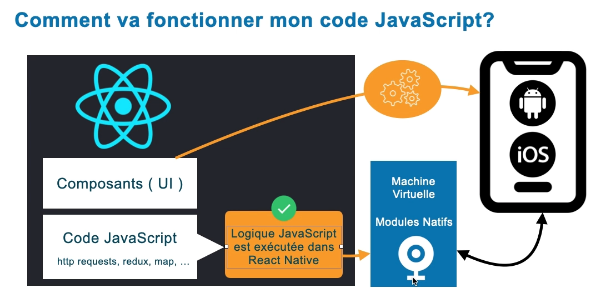 Comment va fonctionner mon code JavaScript?
Composants ( UI )
Code JavaScript
http requests, redux, map, ...
Logique JavaScript
est exécutée dans
React Native
Machine
Virtuelle
Modules Natifs
iOS